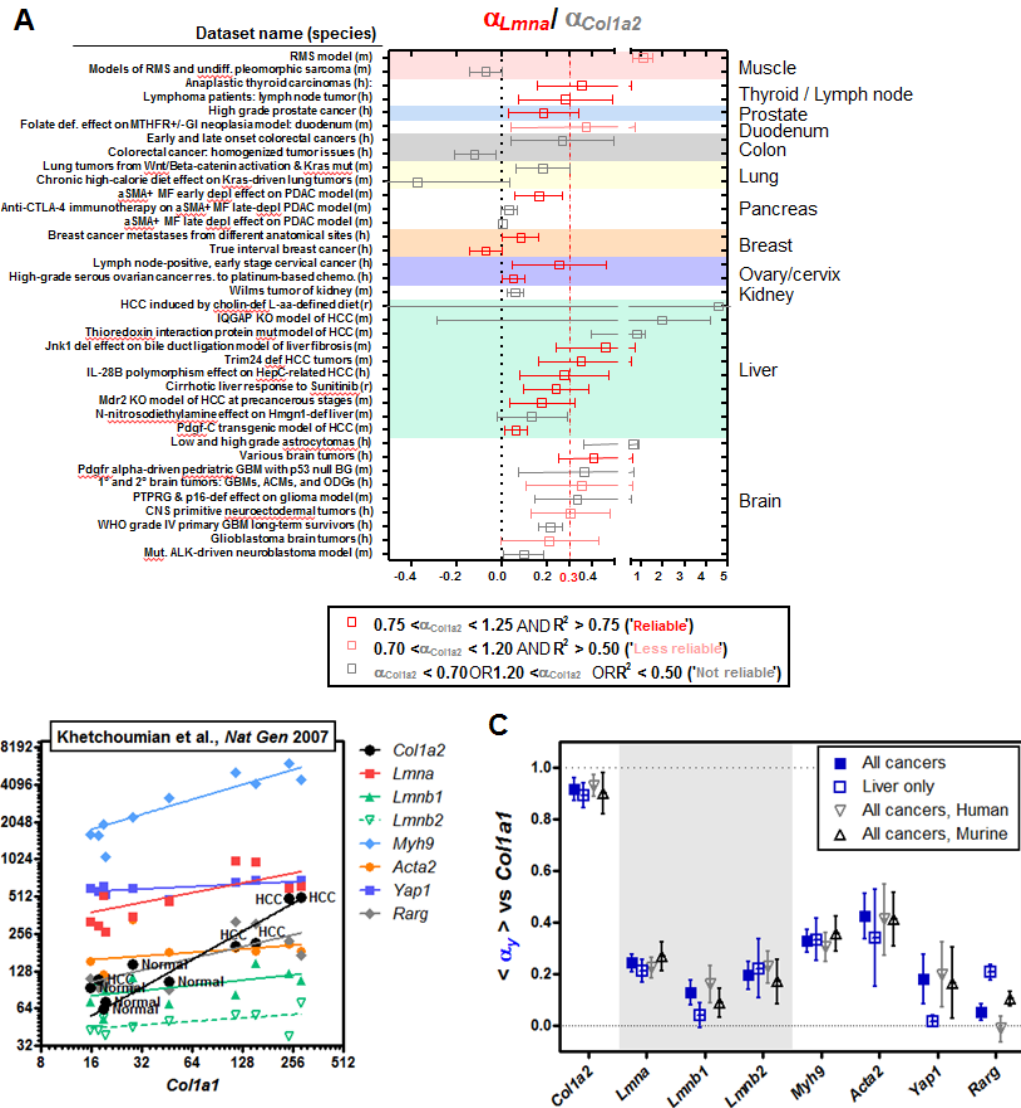 A
Dataset name (species)
αLmna/ αCol1a2
RMS model (m)
Models of RMS and undiff. pleomorphic sarcoma (m)
Anaplastic thyroid carcinomas (h):
Lymphoma patients: lymph node tumor (h)
High grade prostate cancer (h)
Folate def. effect on MTHFR+/-GI neoplasia model: duodenum (m)
Early and late onset colorectal cancers (h)
Colorectal cancer: homogenized tumor issues (h)
Lung tumors from Wnt/Beta-catenin activation & Kras mut (m)
Chronic high-calorie diet effect on Kras-driven lung tumors (m)
aSMA+ MF early depl effect on PDAC model (m)
Anti-CTLA-4 immunotherapy on aSMA+ MF late-depl PDAC model (m)
aSMA+ MF late depl effect on PDAC model (m)
Breast cancer metastases from different anatomical sites (h)
True interval breast cancer (h)
Lymph node-positive, early stage cervical cancer (h)
High-grade serous ovarian cancer res. to platinum-based chemo. (h)
Wilms tumor of kidney (m)
HCC induced by cholin-def L-aa-defined diet (r)
IQGAP KO model of HCC (m)
Thioredoxin interaction protein mut model of HCC (m)
Jnk1 del effect on bile duct ligation model of liver fibrosis (m)
Trim24 def HCC tumors (m)
IL-28B polymorphism effect on HepC-related HCC (h)
Cirrhotic liver response to Sunitinib (r)
Mdr2 KO model of HCC at precancerous stages (m)
N-nitrosodiethylamine effect on Hmgn1-def liver (m)
Pdgf-C transgenic model of HCC (m)
Low and high grade astrocytomas (h)
Various brain tumors (h)
Pdgfr alpha-driven pedriatric GBM with p53 null BG (m)
1° and 2° brain tumors: GBMs, ACMs, and ODGs (h)
PTPRG & p16-def effect on glioma model (m)
CNS primitive neuroectodermal tumors (h)
WHO grade IV primary GBM long-term survivors (h)
Glioblastoma brain tumors (h)
Mut. ALK-driven neuroblastoma model (m)
Muscle
Thyroid / Lymph node
Prostate
Duodenum
Colon
Lung
Pancreas
Breast
Ovary/cervix
Kidney
Liver
Brain
-0.4 -0.2 0.0 0.2 0.3 0.4 1 2 3 4 5
0.75 <αCol1a2 < 1.25 AND R² > 0.75 ('Reliable')
0.70 <αCol1a2 < 1.20 AND R² > 0.50 ('Less reliable')
αCol1a2 < 0.70 OR 1.20 <αCol1a2 OR R² < 0.50 ('Not reliable')
Khetchoumian et al., Nat Gen 2007
8192
4096
2048
1024
512
256
128
64
32
8 16 32 64 128 256 512
Col1a1
HCC
HCC
HCC
HCC
HCC
Normal
Normal
Normal
Normal
Normal
Col1a2
Lmna
Lmnb1
Lmnb2
Myh9
Acta2
Yap1
Rarg
C
< αy > vs Col1a1
1.0
0.8
0.6
0.4
0.2
0.0
All cancers
Liver only
All cancers, Human
All cancers, Murine
Col1a2 Lmna Lmnb1 Lmnb2 Myh9 Acta2 Yap1 Rarg